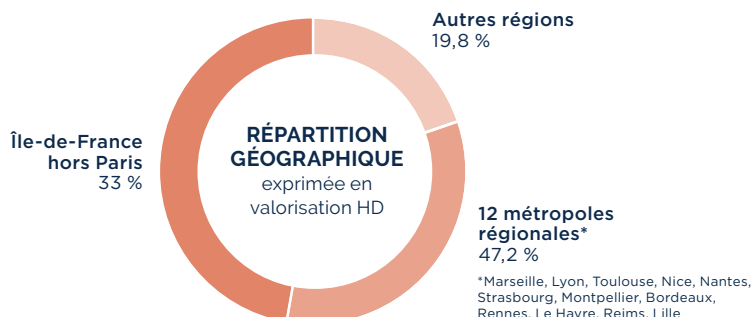 Autres régions
19,8 %
Île-de-France
hors Paris
33 %
RÉPARTITION
GÉOGRAPHIQUE
exprimée en
valorisation HD
12 métropoles
régionales*
47,2 %
*Marseille, Lyon, Toulouse, Nice, Nantes,
Strasbourg, Montpellier, Bordeaux,
Rennes, Le Havre, Reims, Lille